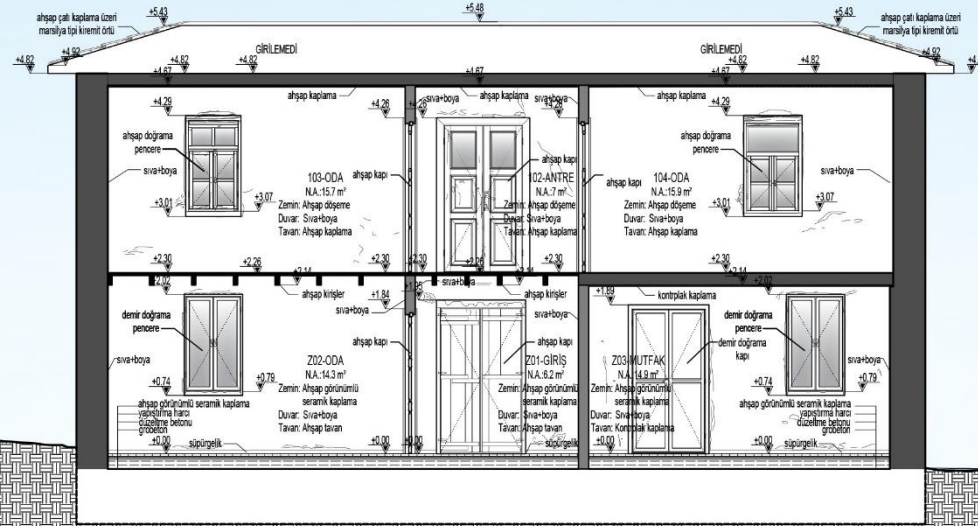 +5.43
+5.48
+5.43
ahşap çatı kaplama üzeri
marsilya tipi kiremit örtü
ahşap çatı kaplama üzeri
marsilya tipi kiremit örtü
GİRİLEMEDİ
GİRİLEMEDİ
+4.92
+4.92
+4.82
+4.82
+4.82
+4.82
+4.82
+4.67
+4.67
+4.67
ahşap kaplama
sıva+boya
ahşap kaplama
sıva+boya
ahşap kaplama
+4.29
+4.26
+4.26
+4.26
+4.29
ahşap doğrama
pencere
ahşap doğrama
pencere
sıva+boya
ahşap kapı
ahşap kapı
sıva+boya
103-ODA
N.A.:15.7 m²
Zemin: Ahşap döşeme
Duvar: Sıva+boya
Tavan: Ahşap kaplama
102-ANTRE
N.A.:7 m²
Zemin: Ahşap döşeme
Duvar: Sıva+boya
Tavan: Ahşap kaplama
104-ODA
N.A.:15.9 m²
Zemin: Ahşap döşeme
Duvar: Sıva+boya
Tavan: Ahşap kaplama
+3.01
+3.07
+3.01
+3.07
+2.30
+2.26
+2.30
+2.30
+2.26
+2.30
+2.14
+2.14
+2.14
+2.02
ahşap kirişler
+1.84
+1.95
sıva+boya
sıva+boya
ahşap kirişler
sıva+boya
+1.89
kontrplak kaplama
+2.02
demir doğrama
pencere
ahşap kapı
ahşap kapı
demir doğrama
kapı
demir doğrama
pencere
sıva+boya
sıva+boya
Z02-ODA
N.A.:14.3 m²
Zemin: Ahşap görünümlü
seramik kaplama
Duvar: Sıva+boya
Tavan: Ahşap tavan
Z01-GİRİŞ
N.A.:6.2 m²
Zemin: Ahşap görünümlü
seramik kaplama
Duvar: Sıva+boya
Tavan: Ahşap tavan
Z03-MUTFAK
N.A.:14.9 m²
Zemin: Ahşap görünümlü
seramik kaplama
Duvar: Sıva+boya
Tavan: Kontrplak kaplama
+0.74
+0.79
+0.74
+0.79
ahşap görünümlü seramik kaplama
yapıştırma harcı
düzeltme betonu
grobeton
ahşap görünümlü seramik kaplama
yapıştırma harcı
düzeltme betonu
grobeton
+0.00
süpürgelik
+0.00
+0.00
süpürgelik
+0.00
süpürgelik
+0.00